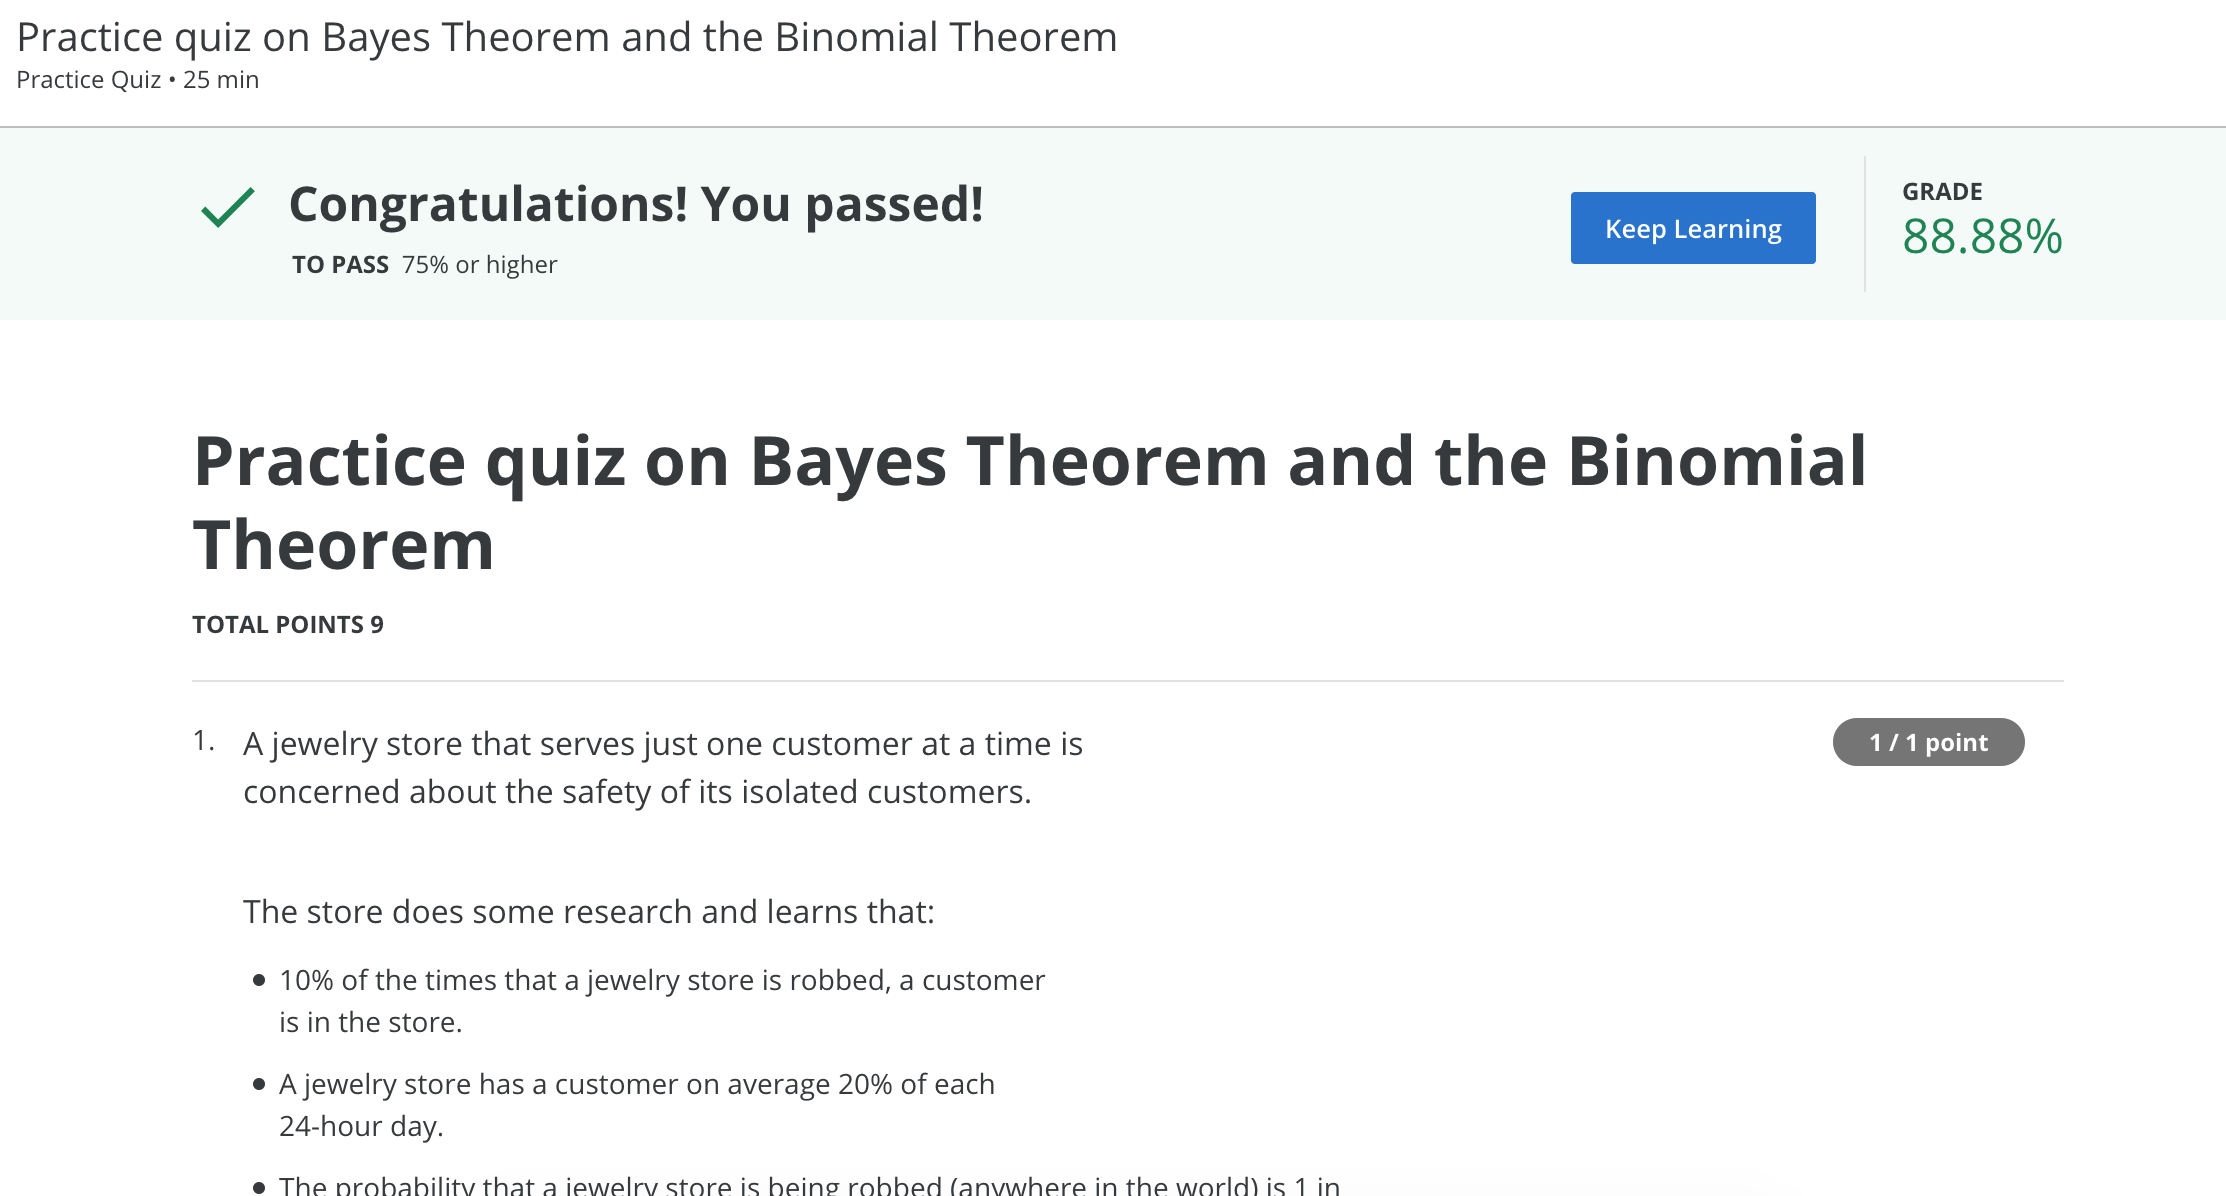 Practice quiz on Bayes Theorem and the Binomial Theorem
Practice Quiz • 25 min
Congratulations! You passed!
TO PASS 75% or higher
Keep Learning
GRADE
88.88%
Practice quiz on Bayes Theorem and the Binomial
Theorem
TOTAL POINTS 9
1. A jewelry store that serves just one customer at a time is
concerned about the safety of its isolated customers.
1 / 1 point
The store does some research and learns that:
• 10% of the times that a jewelry store is robbed, a customer
is in the store.
• A jewelry store has a customer on average 20% of each
24-hour day.
• The probability that a jewelry store is being robbed (anywhere in the world) is 1 in